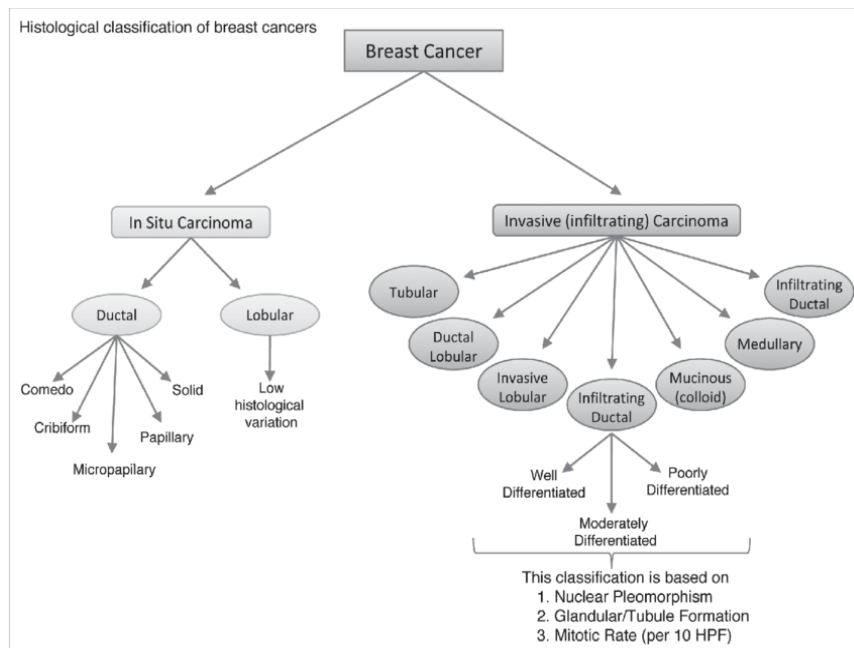 Histological classification of breast cancers
Breast Cancer
In Situ Carcinoma
Invasive (infiltrating) Carcinoma
Ductal
Lobular
Comedo
Cribiform
Micropapilary
Papillary
Solid
Low
histological
variation
Tubular
Ductal
Lobular
Invasive
Lobular
Infiltrating
Ductal
Mucinous
(colloid)
Medullary
Infiltrating
Ductal
Well
Differentiated
Moderately
Differentiated
Poorly
Differentiated
This classification is based on
1. Nuclear Pleomorphism
2. Glandular/Tubule Formation
3. Mitotic Rate (per 10 HPF)